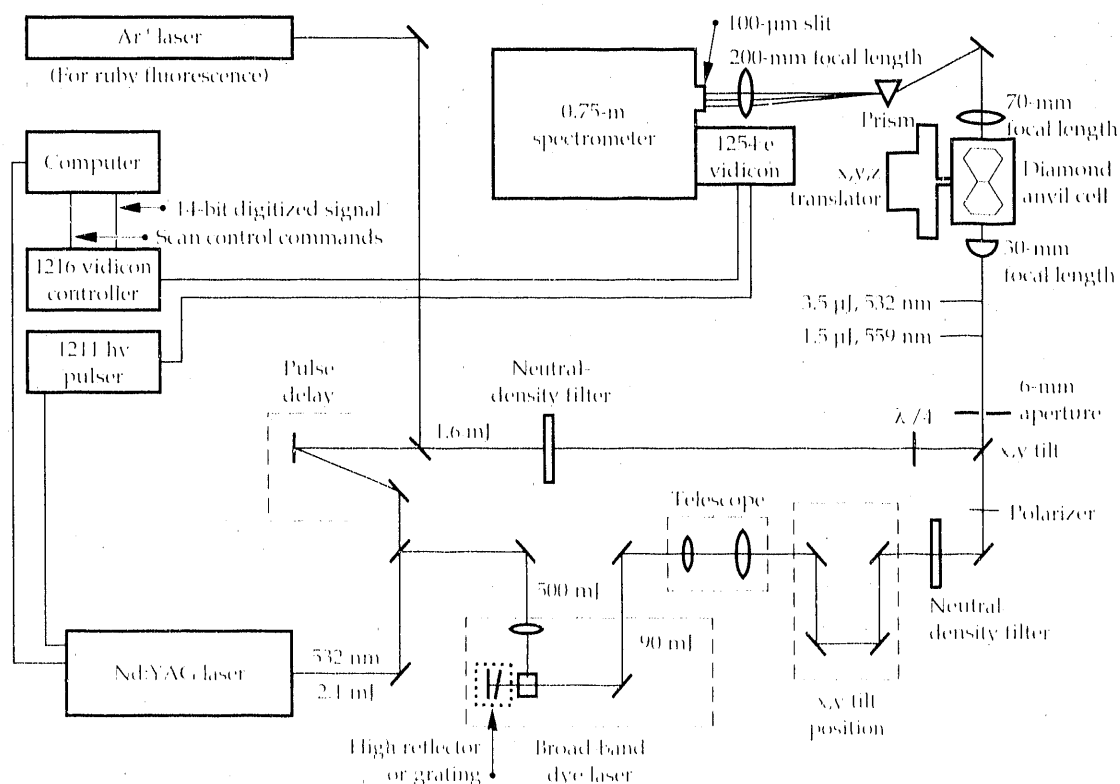 Ar⁺ laser
(For ruby fluorescence)
100-µm slit
200-mm focal length
0.75-m
spectrometer
Prism
70-mm
focal length
1254 e
vidicon
x,y,z
translator
Diamond
anvil cell
Computer
14-bit digitized signal
Scan control commands
1216 vidicon
controller
30-mm
focal length
3.5 µJ, 532 nm
1.5 µJ, 559 nm
1211 hv
pulser
Pulse
delay
Neutral-
density filter
6-mm
aperture
λ/4
1.6 mJ
x,y tilt
Telescope
Polarizer
500 mJ
Neutral
density filter
90 mJ
Nd:YAG laser
532 nm
2.1 mJ
x,y tilt
position
High reflector
or grating
Broad-band
dye laser